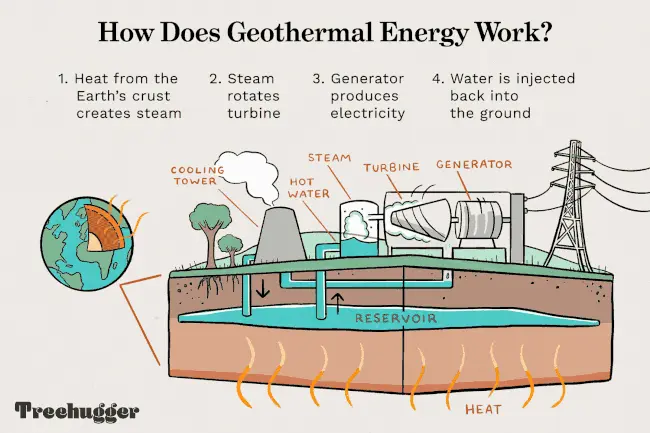 How Does Geothermal Energy Work?
1. Heat from the
Earth's crust
creates steam
2. Steam
rotates
turbine
3. Generator
produces
electricity
4. Water is injected
back into
the ground
COOLING
TOWER
HOT
WATER
STEAM
TURBINE
GENERATOR
RESERVOIR
HEAT
Treehugger